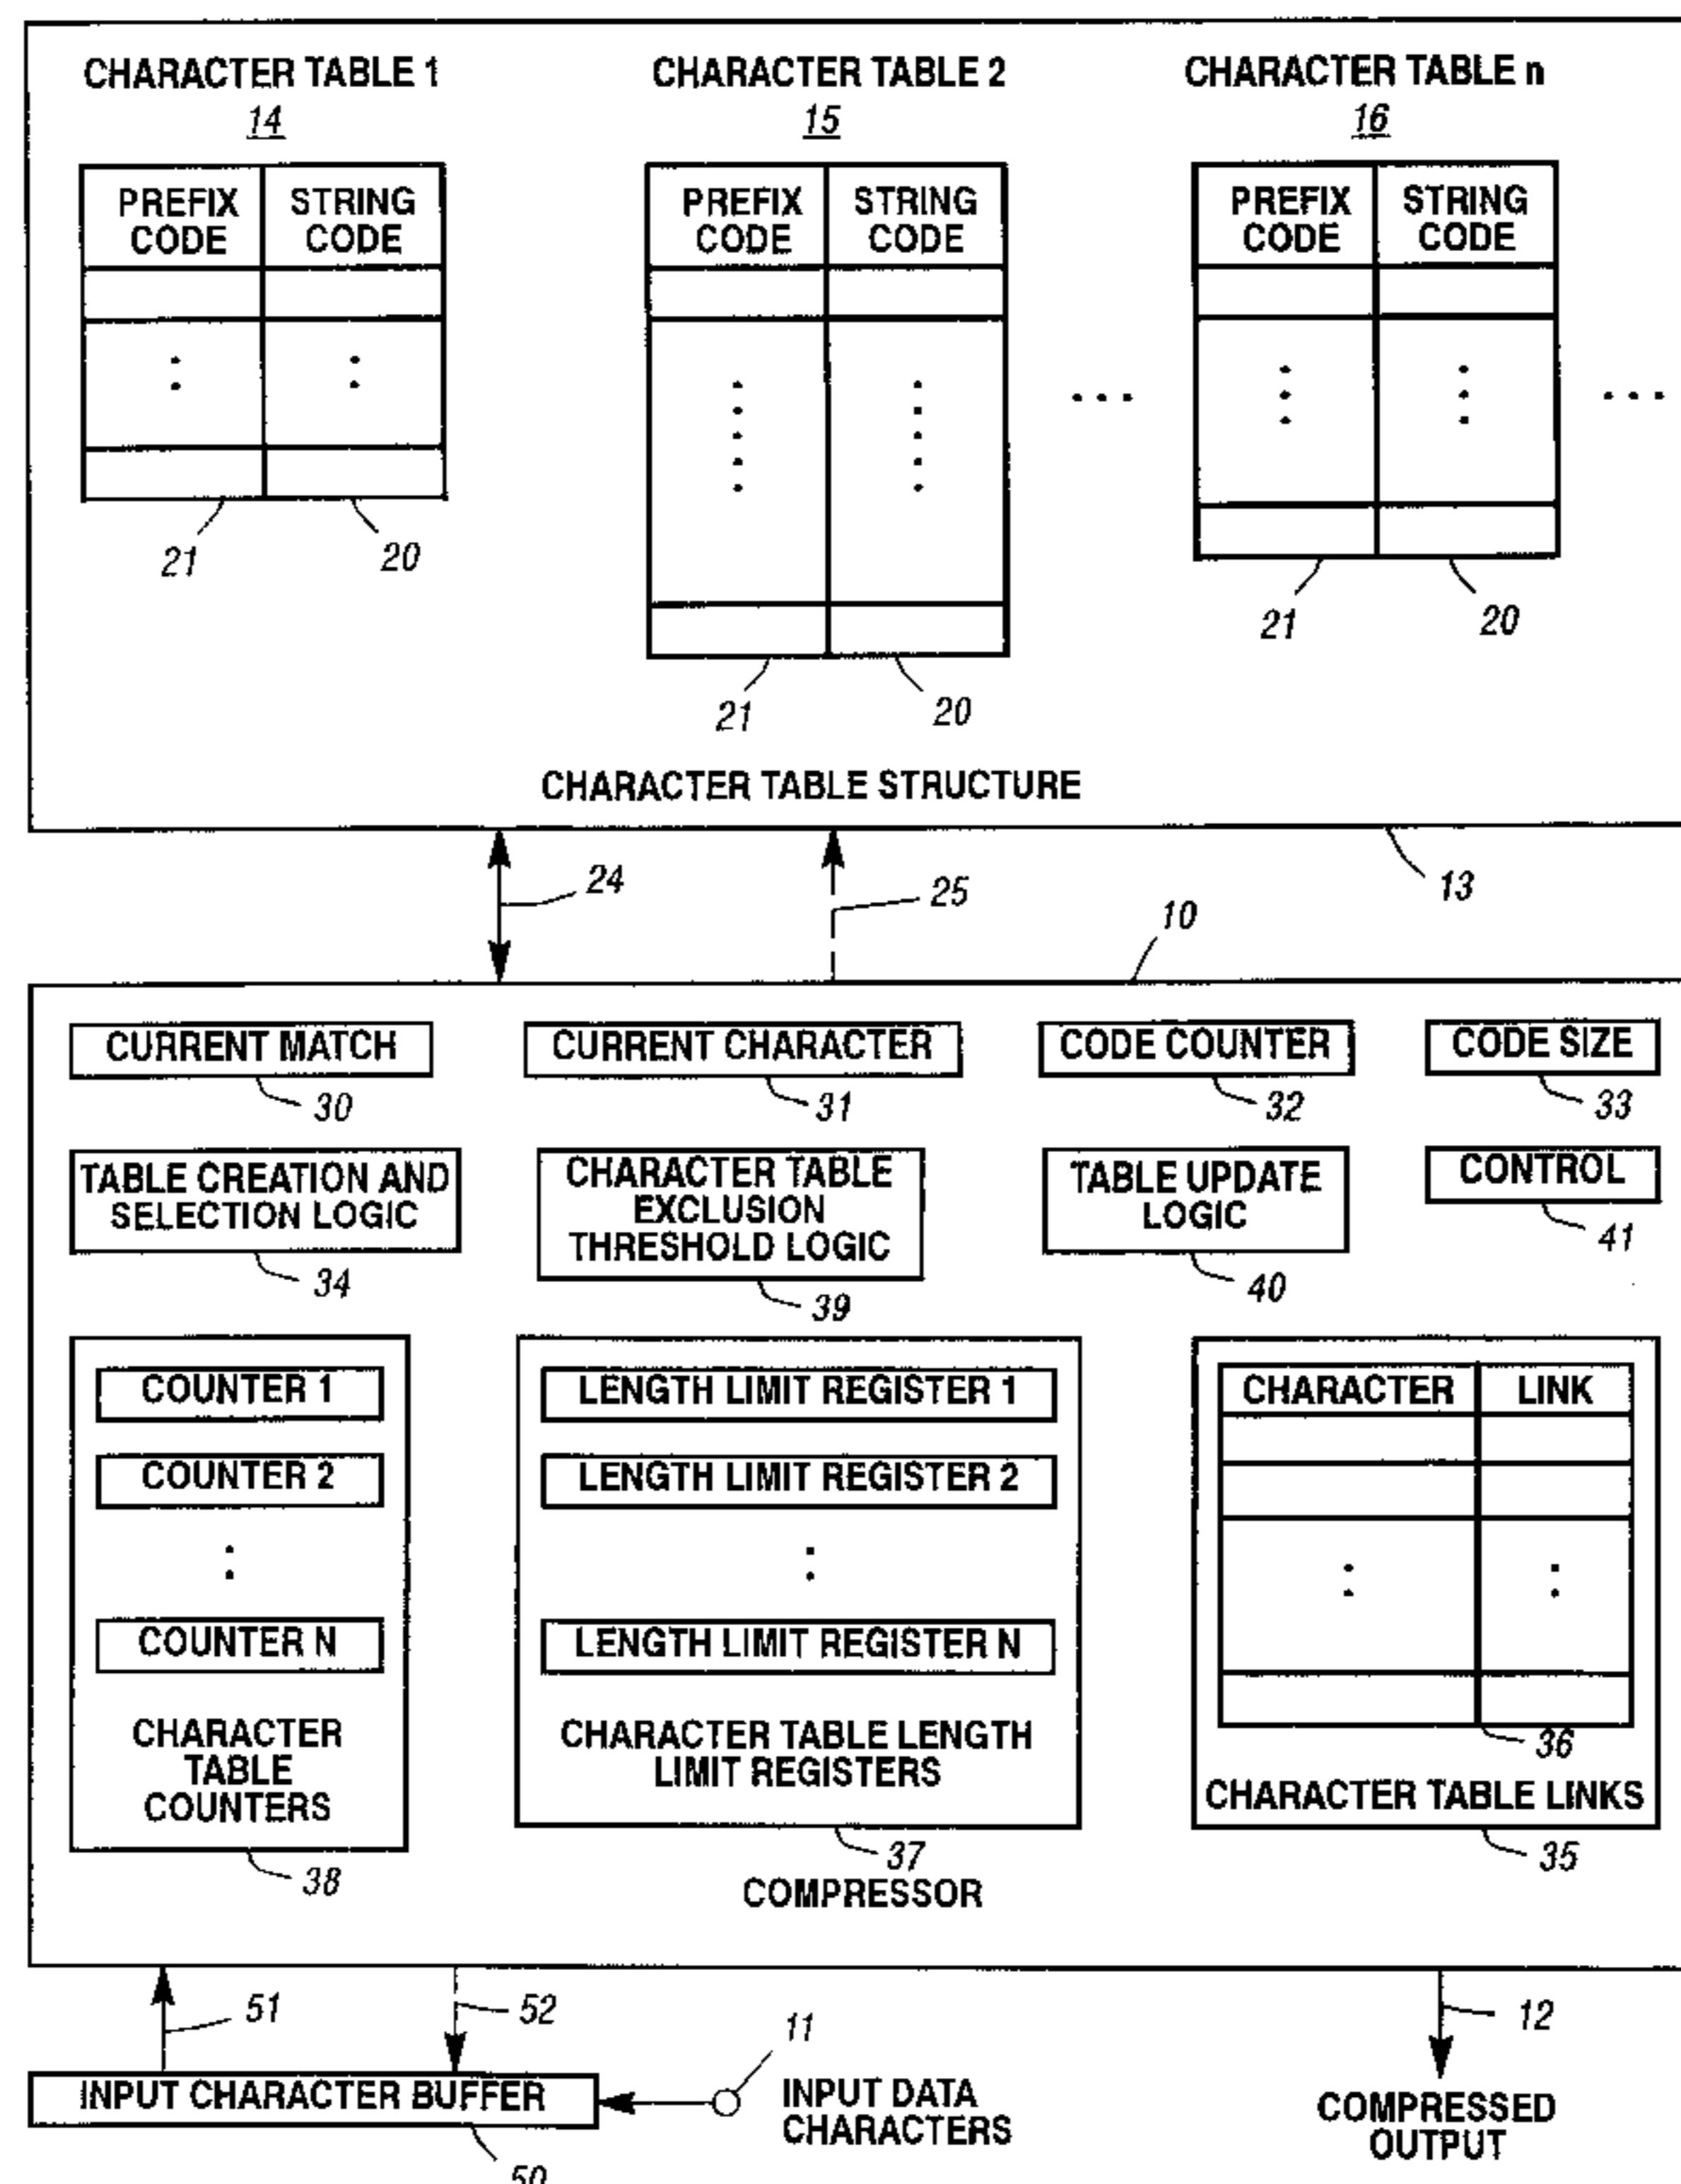 CHARACTER TABLE 1
14
CHARACTER TABLE 2
15
CHARACTER TABLE n
16
PREFIX CODE
STRING CODE
PREFIX CODE
STRING CODE
PREFIX CODE
STRING CODE
21
20
21
20
21
20
CHARACTER TABLE STRUCTURE
13
24
25
10
CURRENT MATCH
30
CURRENT CHARACTER
31
CODE COUNTER
32
CODE SIZE
33
TABLE CREATION AND
SELECTION LOGIC
34
CHARACTER TABLE
EXCLUSION
THRESHOLD LOGIC
39
TABLE UPDATE
LOGIC
40
CONTROL
41
COUNTER 1
COUNTER 2
COUNTER N
CHARACTER
TABLE
COUNTERS
38
LENGTH LIMIT REGISTER 1
LENGTH LIMIT REGISTER 2
LENGTH LIMIT REGISTER N
CHARACTER TABLE LENGTH
LIMIT REGISTERS
37
CHARACTER
LINK
36
CHARACTER TABLE LINKS
35
COMPRESSOR
51
52
11
12
INPUT CHARACTER BUFFER
50
INPUT DATA
CHARACTERS
COMPRESSED
OUTPUT